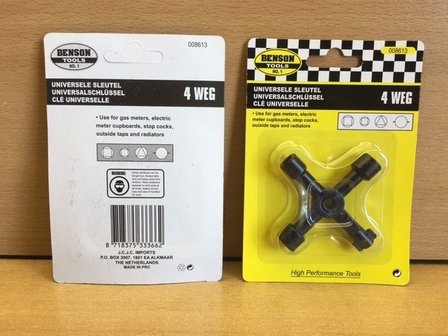 BENSON
TOOLS
NO. 1
008613
UNIVERSELE SLEUTEL
UNIVERSALSCHLÜSSEL
CLÉ UNIVERSELLE
4 WEG
• Use for gas meters, electric
meter cupboards, stop cocks,
outside taps and radiators
WARNING
8 718375 333662
J.C.J.C. IMPORTS
P.O. BOX 2007, 1801 EA ALKMAAR
THE NETHERLANDS
MADE IN PRC
BENSON
TOOLS
NO. 1
008613
UNIVERSELE SLEUTEL
UNIVERSALSCHLÜSSEL
CLÉ UNIVERSELLE
4 WEG
• Use for gas meters, electric
meter cupboards, stop cocks,
outside taps and radiators
High Performance Tools